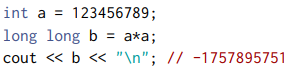 int a = 123456789;
long long b = a*a;
cout << b << "\n"; // -1757895751